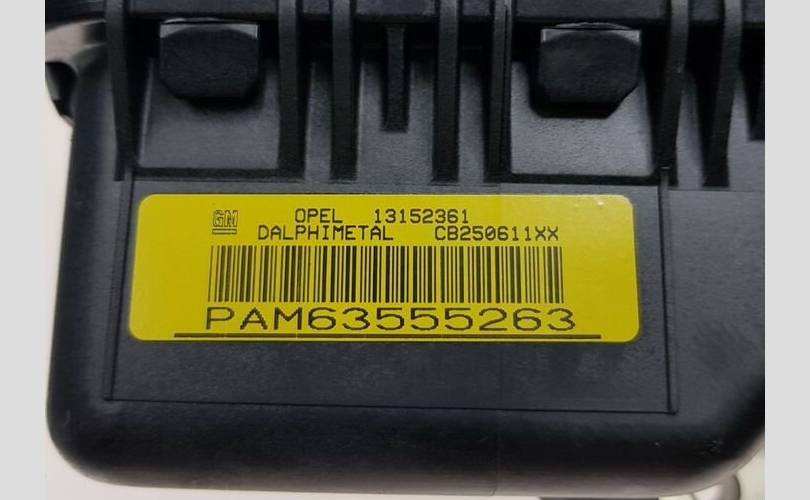 GM OPEL 13152361
DALPHIMETAL CB250611XX
PAM63555263